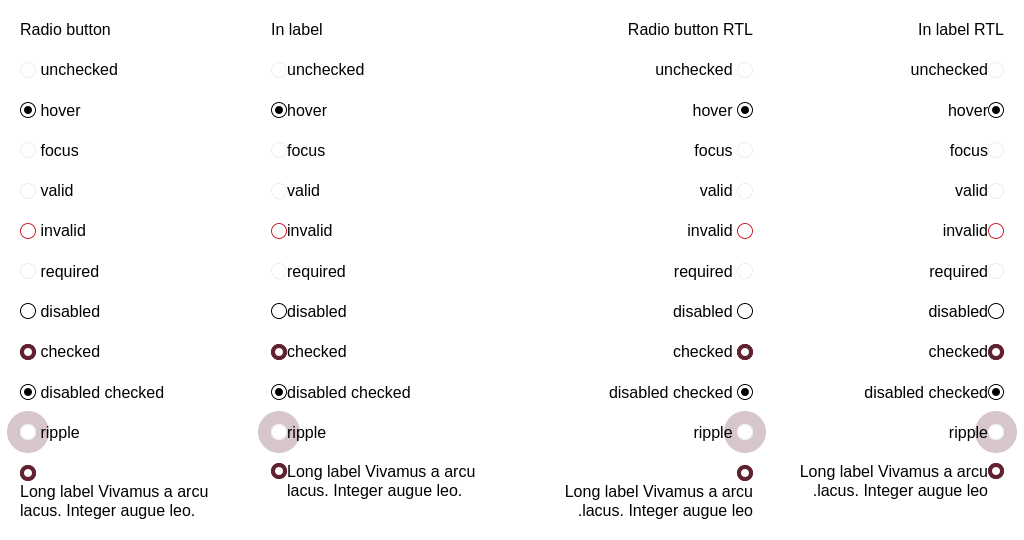 Radio button
unchecked
hover
focus
valid
invalid
required
disabled
checked
disabled checked
ripple
Long label Vivamus a arcu
lacus. Integer augue leo.
In label
unchecked
hover
focus
valid
invalid
required
disabled
checked
disabled checked
ripple
Long label Vivamus a arcu
lacus. Integer augue leo.
Radio button RTL
unchecked
hover
focus
valid
invalid
required
disabled
checked
disabled checked
ripple
Long label Vivamus a arcu
.lacus. Integer augue leo
In label RTL
unchecked
hover
focus
valid
invalid
required
disabled
checked
disabled checked
ripple
Long label Vivamus a arcu
.lacus. Integer augue leo